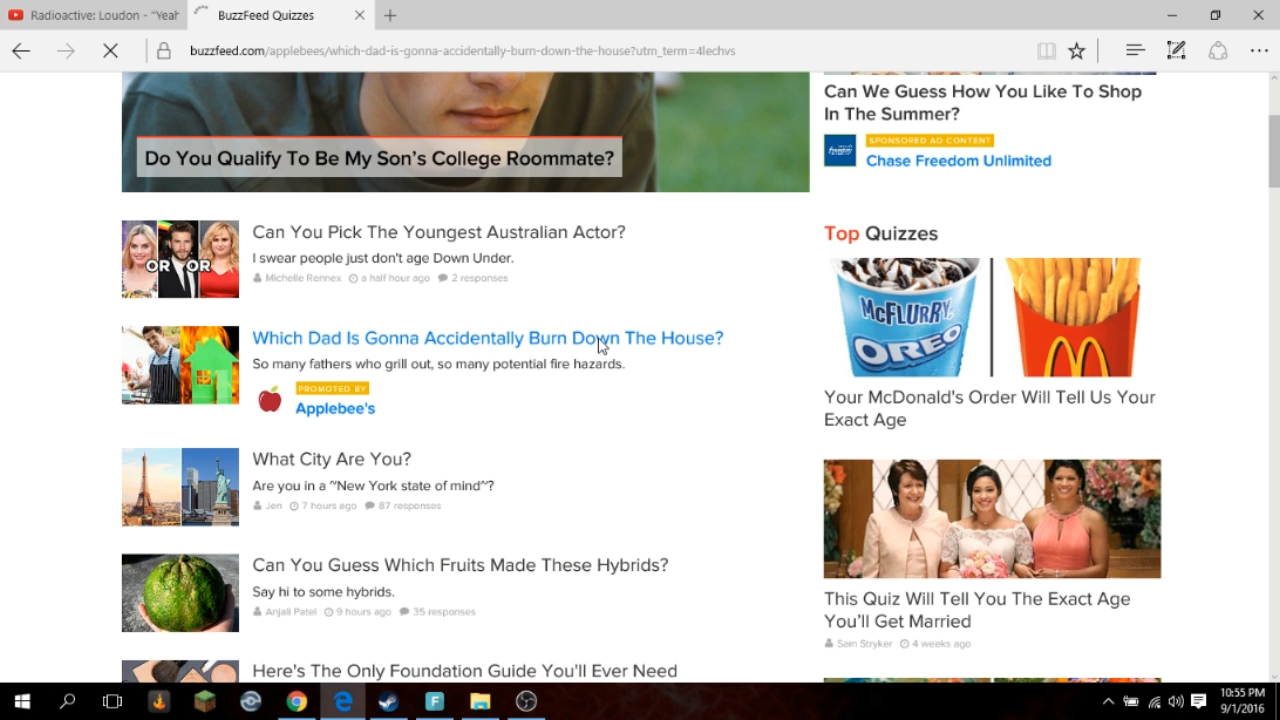 Radioactive: Loudon - "Yeah
BuzzFeed Quizzes
buzzfeed.com/applebees/which-dad-is-gonna-accidentally-burn-down-the-house?utm_term=4lechvs
Do You Qualify To Be My Son's College Roommate?
Can We Guess How You Like To Shop
In The Summer?
freedom
SPONSORED AD CONTENT
Chase Freedom Unlimited
OR OR
Can You Pick The Youngest Australian Actor?
I swear people just don't age Down Under.
Michelle Rennex a half hour ago 2 responses
Which Dad Is Gonna Accidentally Burn Down The House?
So many fathers who grill out, so many potential fire hazards.
PROMOTED BY
Applebee's
What City Are You?
Are you in a ~New York state of mind~?
Jen 7 hours ago 87 responses
Can You Guess Which Fruits Made These Hybrids?
Say hi to some hybrids.
Anjali Patel 9 hours ago 35 responses
Here's The Only Foundation Guide You'll Ever Need
Top Quizzes
McFLURRY
OREO
Your McDonald's Order Will Tell Us Your
Exact Age
This Quiz Will Tell You The Exact Age
You'll Get Married
Sam Stryker 4 weeks ago
10:55 PM
9/1/2016